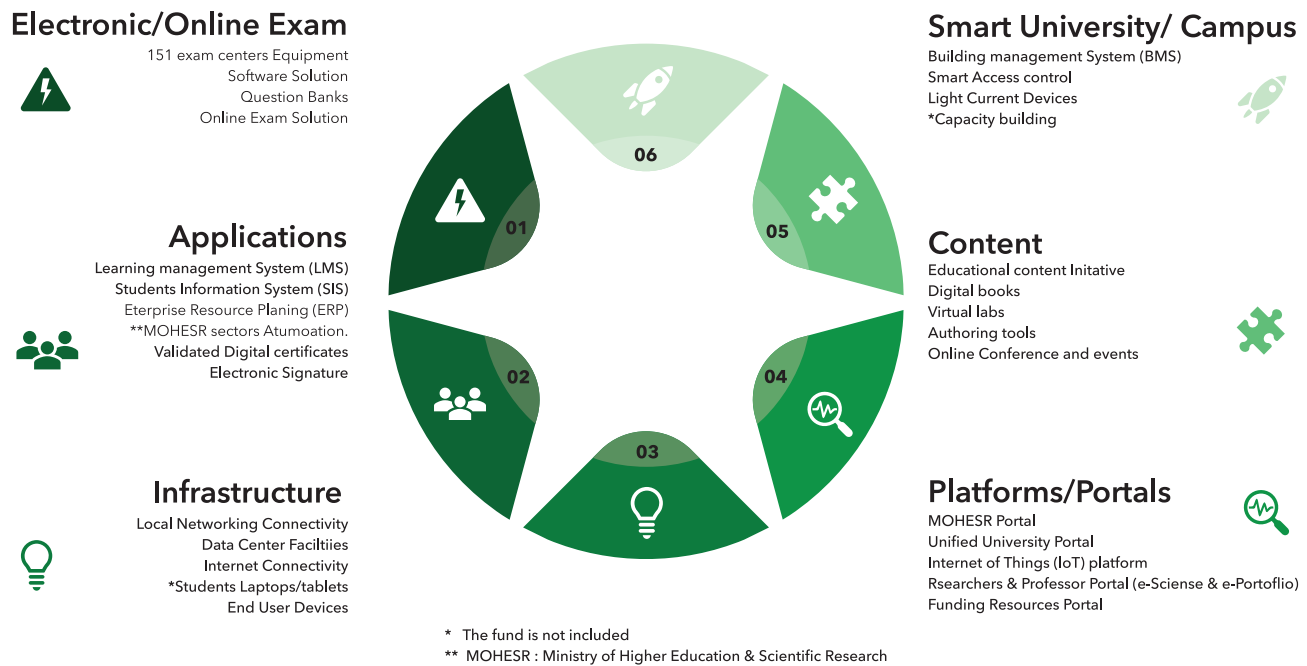 Electronic/Online Exam
151 exam centers Equipment
Software Solution
Question Banks
Online Exam Solution
Applications
Learning management System (LMS)
Students Information System (SIS)
Eterprise Resource Planing (ERP)
**MOHESR sectors Atumoation.
Validated Digital certificates
Electronic Signature
Infrastructure
Local Networking Connectivity
Data Center Faciltiies
Internet Connectivity
*Students Laptops/tablets
End User Devices
01
02
03
04
05
06
Smart University/ Campus
Building management System (BMS)
Smart Access control
Light Current Devices
*Capacity building
Content
Educational content Initative
Digital books
Virtual labs
Authoring tools
Online Conference and events
Platforms/Portals
MOHESR Portal
Unified University Portal
Internet of Things (IoT) platform
Rsearchers & Professor Portal (e-Sciense & e-Portoflio)
Funding Resources Portal
* The fund is not included
** MOHESR : Ministry of Higher Education & Scientific Research